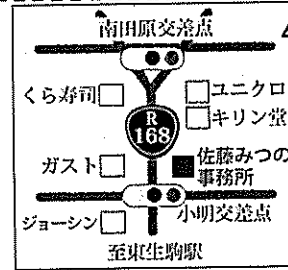 南田原交差点
くら寿司
ユニクロ
キリン堂
R
168
ガスト
佐藤みつの
事務所
ジョーシン
小明交差点
至東生駒駅